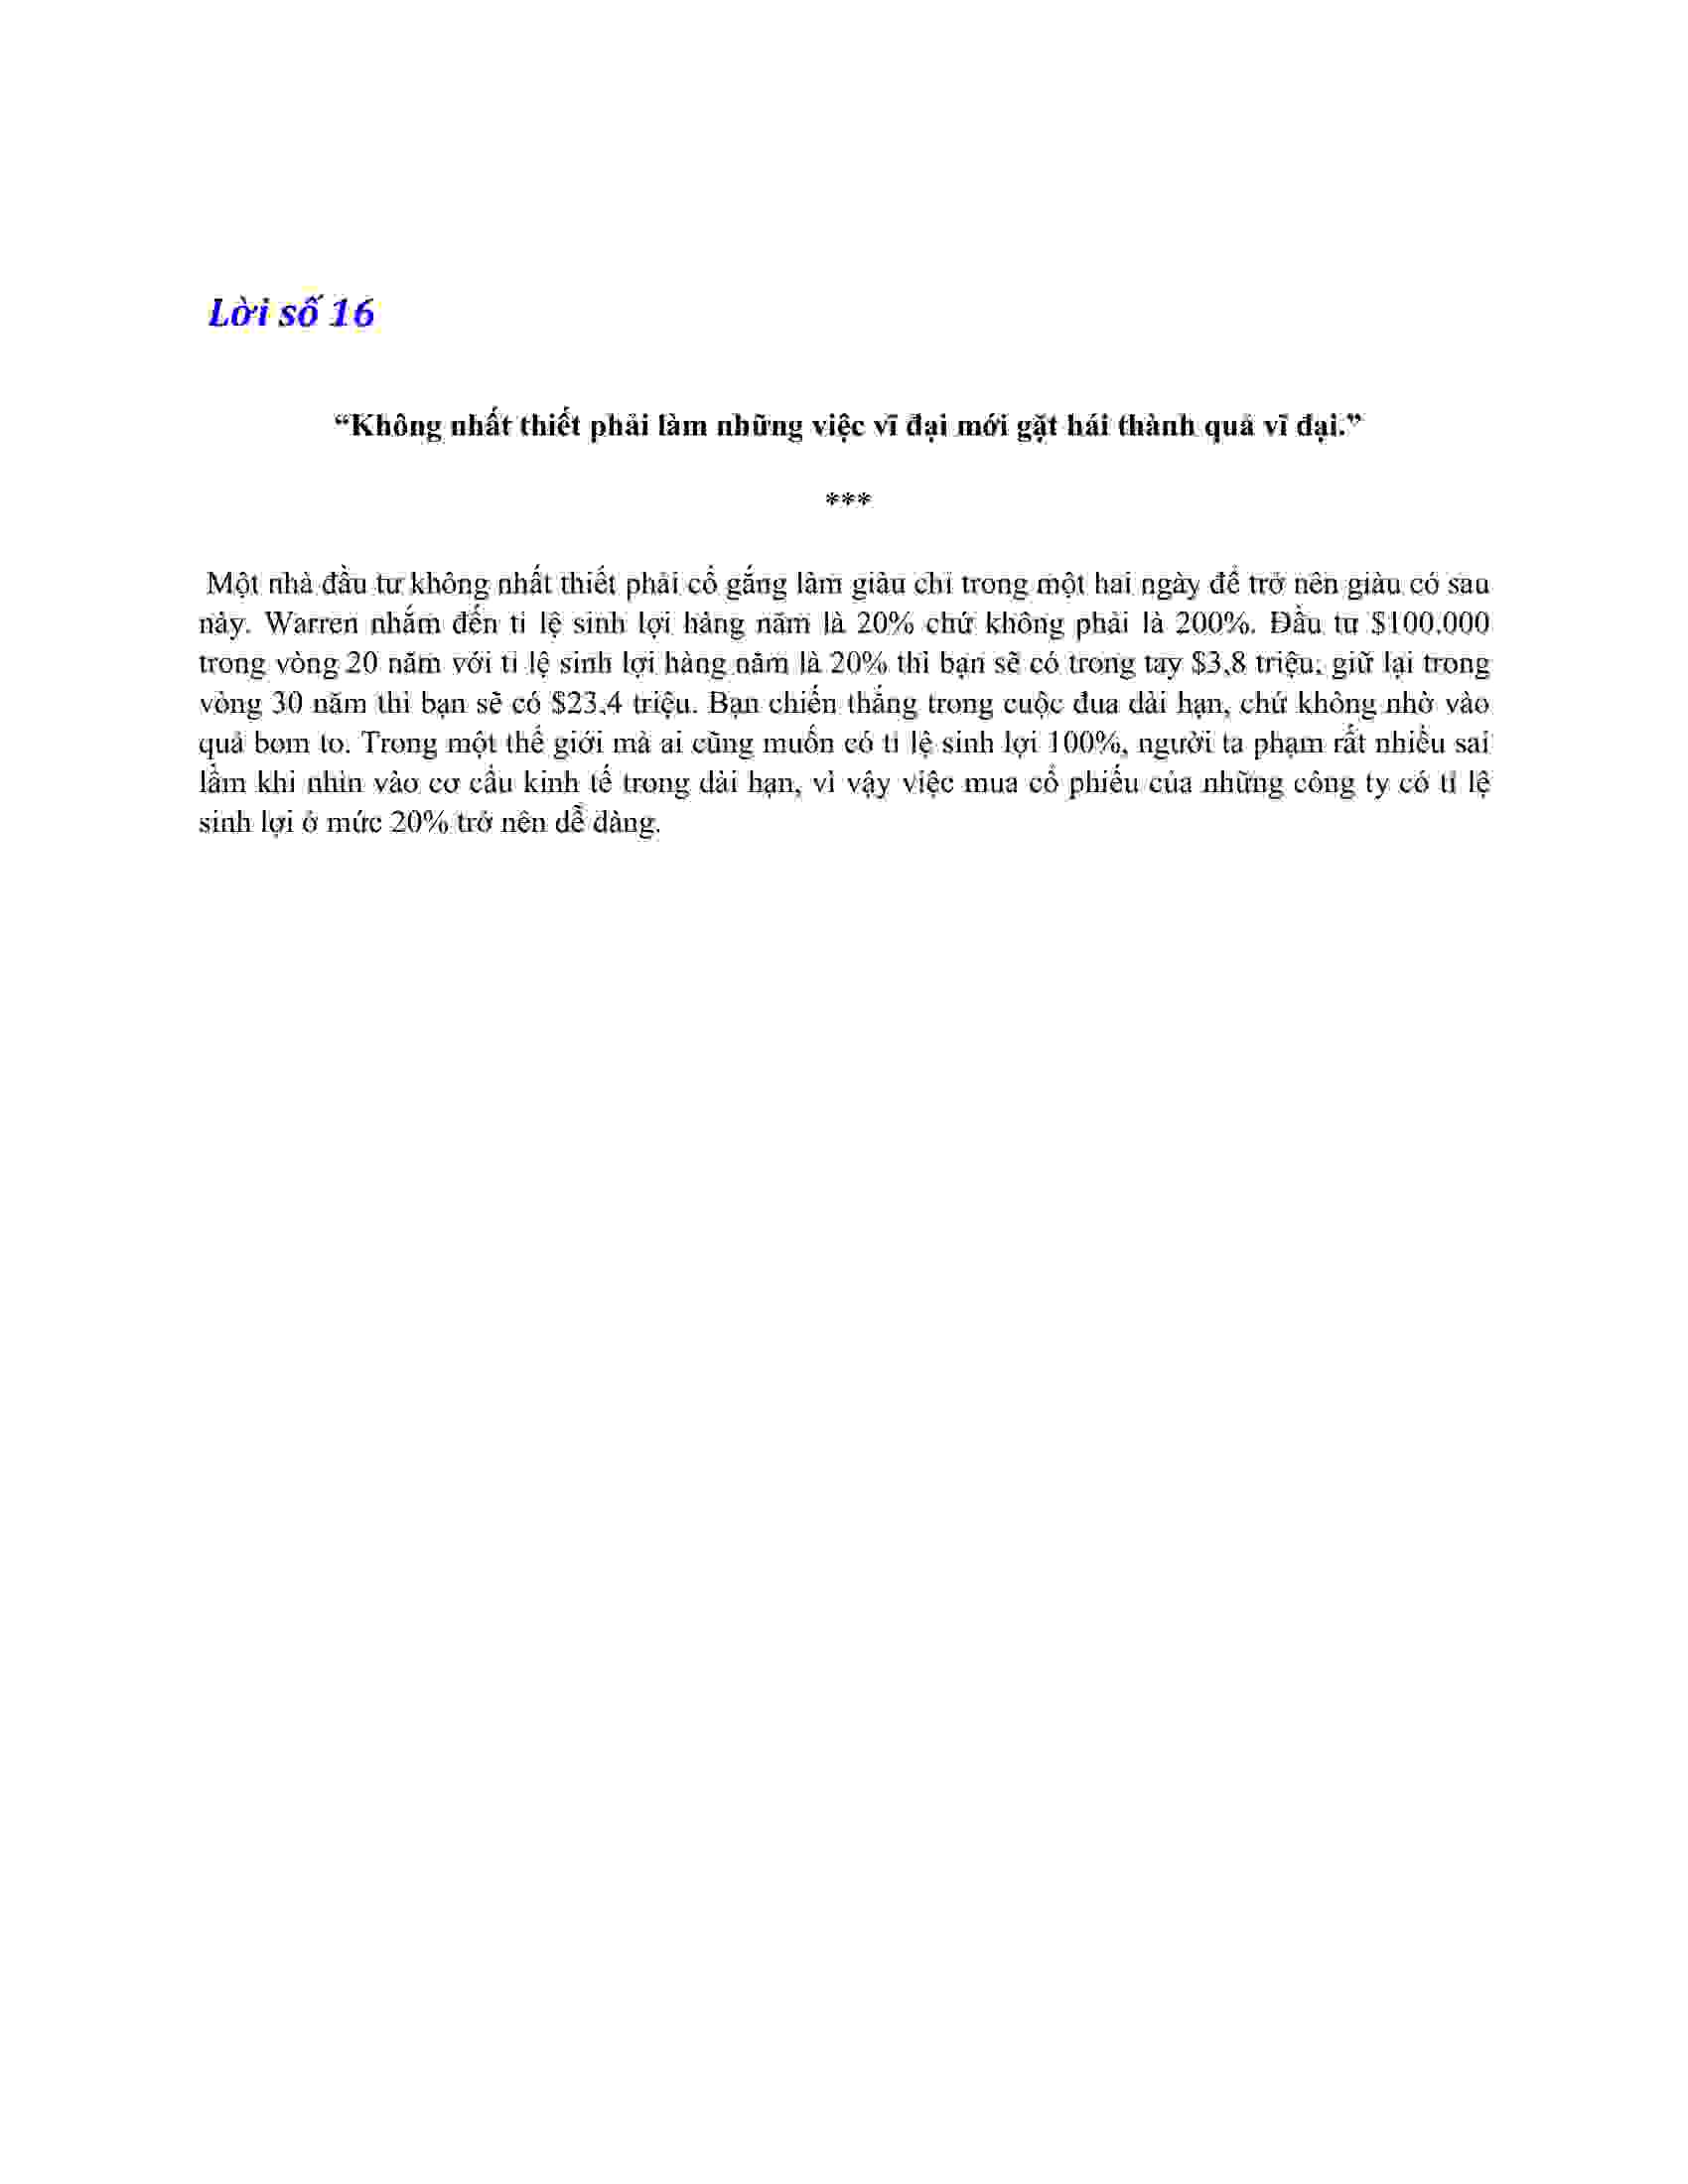 Lời số 16
“Không nhất thiết phải làm những việc vĩ đại mới gặt hái thành quả vĩ đại.”
***
Một nhà đầu tư không nhất thiết phải cố gắng làm giàu chỉ trong một hai ngày để trở nên giàu có sau
này. Warren nhắm đến tỉ lệ sinh lợi hàng năm là 20% chứ không phải là 200%. Đầu tư $100.000
trong vòng 20 năm với tỉ lệ sinh lợi hàng năm là 20% thì bạn sẽ có trong tay $3,8 triệu; giữ lại trong
vòng 30 năm thì bạn sẽ có $23,4 triệu. Bạn chiến thắng trong cuộc đua dài hạn, chứ không nhờ vào
quả bom to. Trong một thế giới mà ai cũng muốn có tỉ lệ sinh lợi 100%, người ta phạm rất nhiều sai
lầm khi nhìn vào cơ cấu kinh tế trong dài hạn, vì vậy việc mua cổ phiếu của những công ty có tỉ lệ
sinh lợi ở mức 20% trở nên dễ dàng.